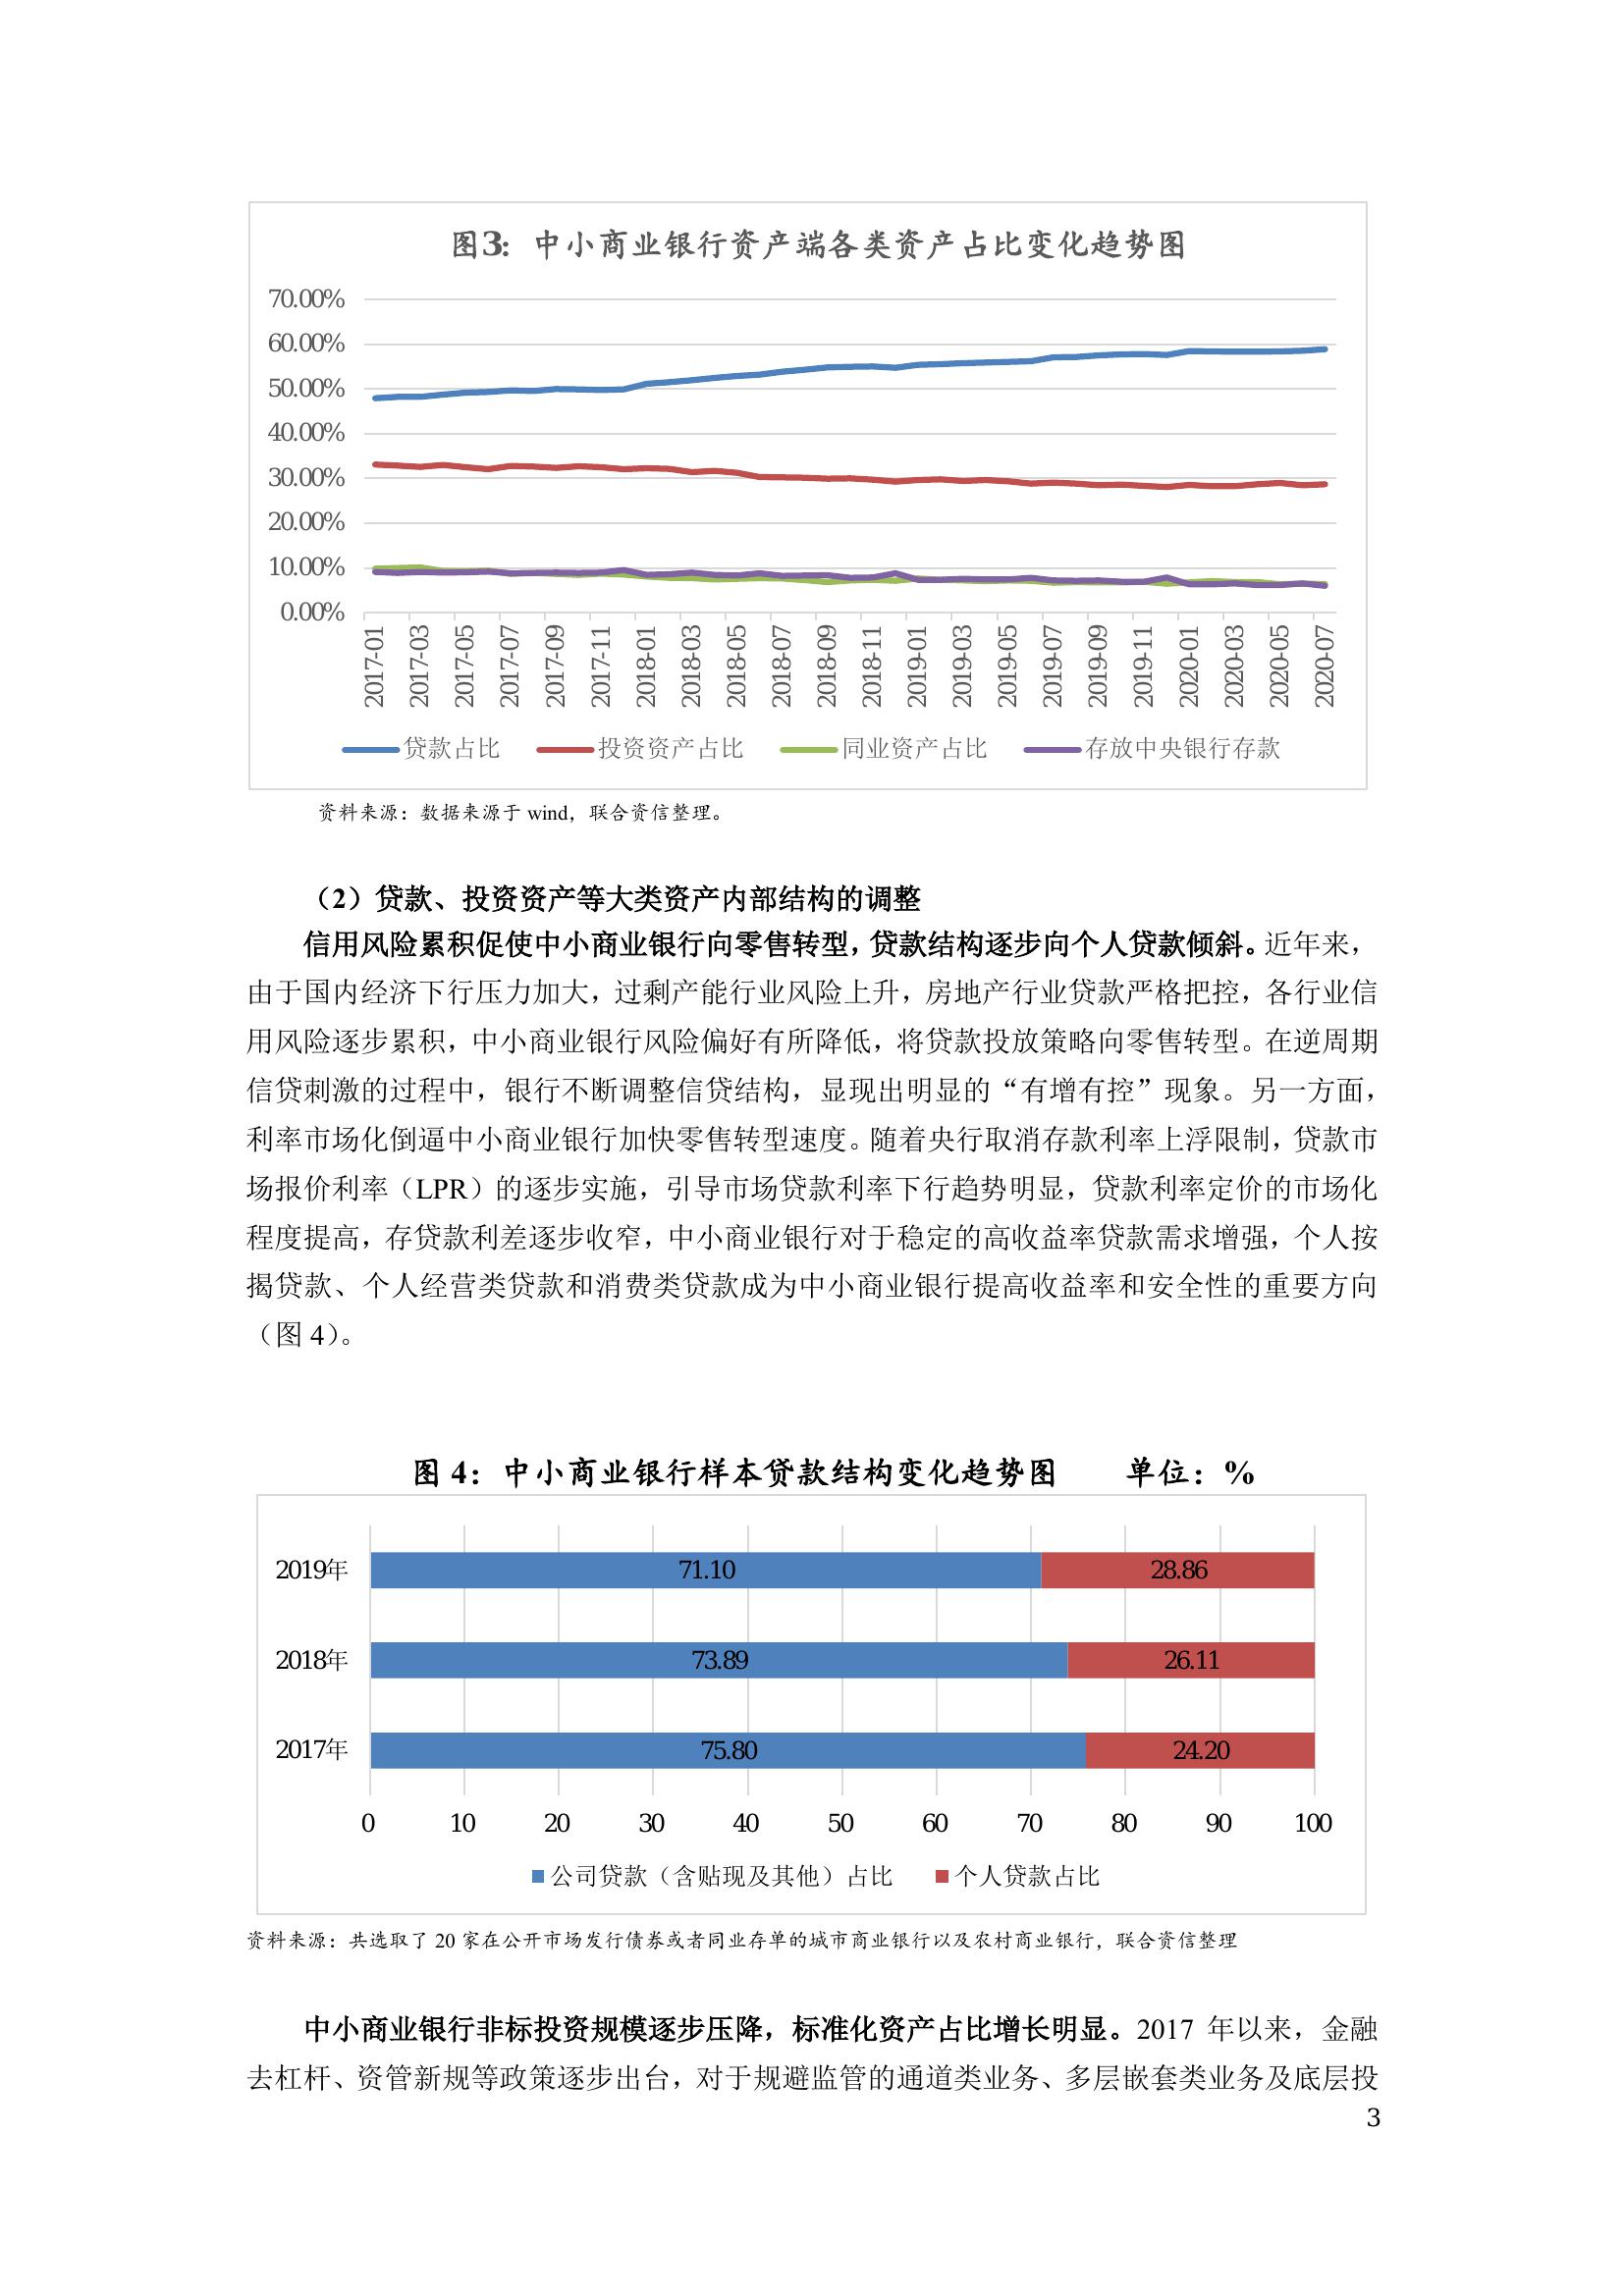 图3：中小商业银行资产端各类资产占比变化趋势图
70.00%
60.00%
50.00%
40.00%
30.00%
20.00%
10.00%
0.00%
2017-01 2017-03 2017-05 2017-07 2017-09 2017-11 2018-01 2018-03 2018-05 2018-07 2018-09 2018-11 2019-01 2019-03 2019-05 2019-07 2019-09 2019-11 2020-01 2020-03 2020-05 2020-07
贷款占比 投资资产占比 同业资产占比 存放中央银行存款
资料来源：数据来源于 wind，联合资信整理。
（2）贷款、投资资产等大类资产内部结构的调整
信用风险累积促使中小商业银行向零售转型，贷款结构逐步向个人贷款倾斜。近年来，
由于国内经济下行压力加大，过剩产能行业风险上升，房地产行业贷款严格把控，各行业信
用风险逐步累积，中小商业银行风险偏好有所降低，将贷款投放策略向零售转型。在逆周期
信贷刺激的过程中，银行不断调整信贷结构，显现出明显的“有增有控”现象。另一方面，
利率市场化倒逼中小商业银行加快零售转型速度。随着央行取消存款利率上浮限制，贷款市
场报价利率（LPR）的逐步实施，引导市场贷款利率下行趋势明显，贷款利率定价的市场化
程度提高，存贷款利差逐步收窄，中小商业银行对于稳定的高收益率贷款需求增强，个人按
揭贷款、个人经营类贷款和消费类贷款成为中小商业银行提高收益率和安全性的重要方向
（图 4）。
图 4：中小商业银行样本贷款结构变化趋势图 单位：%
2019年 71.10 28.86
2018年 73.89 26.11
2017年 75.80 24.20
0 10 20 30 40 50 60 70 80 90 100
公司贷款（含贴现及其他）占比 个人贷款占比
资料来源：共选取了 20 家在公开市场发行债券或者同业存单的城市商业银行以及农村商业银行，联合资信整理
中小商业银行非标投资规模逐步压降，标准化资产占比增长明显。2017 年以来，金融
去杠杆、资管新规等政策逐步出台，对于规避监管的通道类业务、多层嵌套类业务及底层投
3